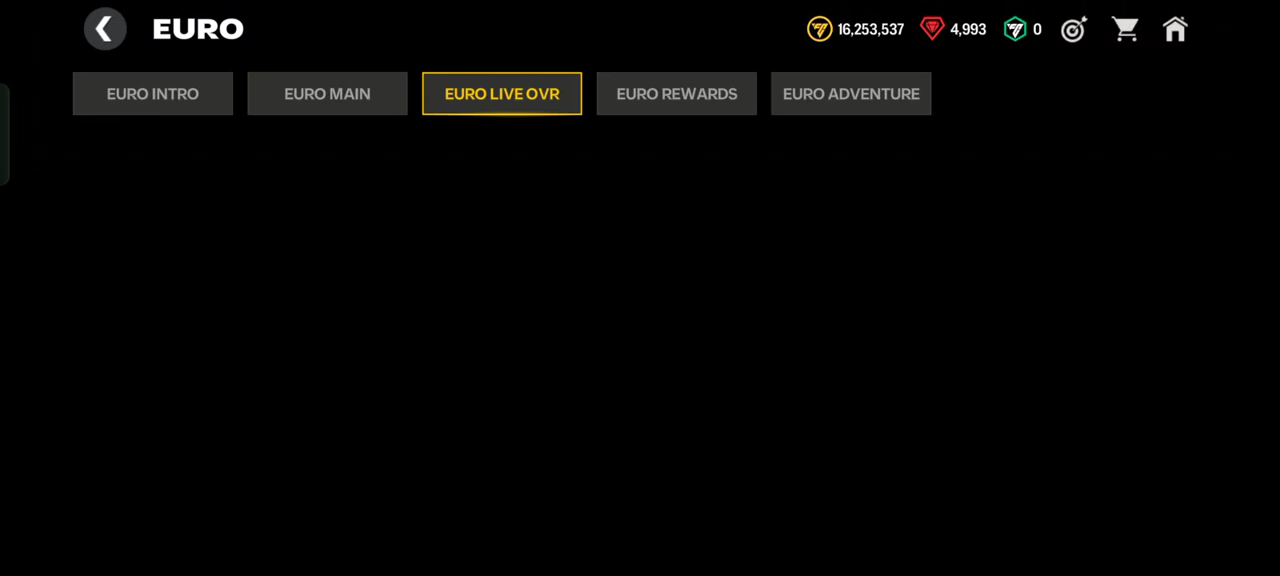 EURO
16,253,537
4,993
0
EURO INTRO
EURO MAIN
EURO LIVE OVR
EURO REWARDS
EURO ADVENTURE